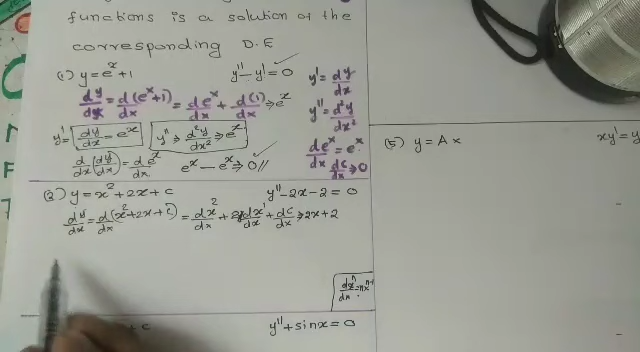 functions is a solution of the
corresponding D.E
(1) y = e^x + 1 y'' - y' = 0 ✓
dy/dx = d(e^x+1)/dx = de^x/dx + d(1)/dx ⇒ e^x
y' = dy/dx = e^x y'' ⇒ d²y/dx² ⇒ e^x
d/dx (dy/dx) = d/dx e^x e^x - e^x ⇒ 0 //
y' = dy/dx
y'' = d²y/dx²
de^x/dx = e^x
dc/dx ⇒ 0
(2) y = x² + 2x + c y'' - 2x - 2 = 0
dy/dx = d(x²+2x+c)/dx = dx²/dx + 2dx¹/dx + dc/dx ⇒ 2x + 2
dx^n/dx = nx^n-1
+ c y'' + sinx = 0
(5) y = Ax xy' = y